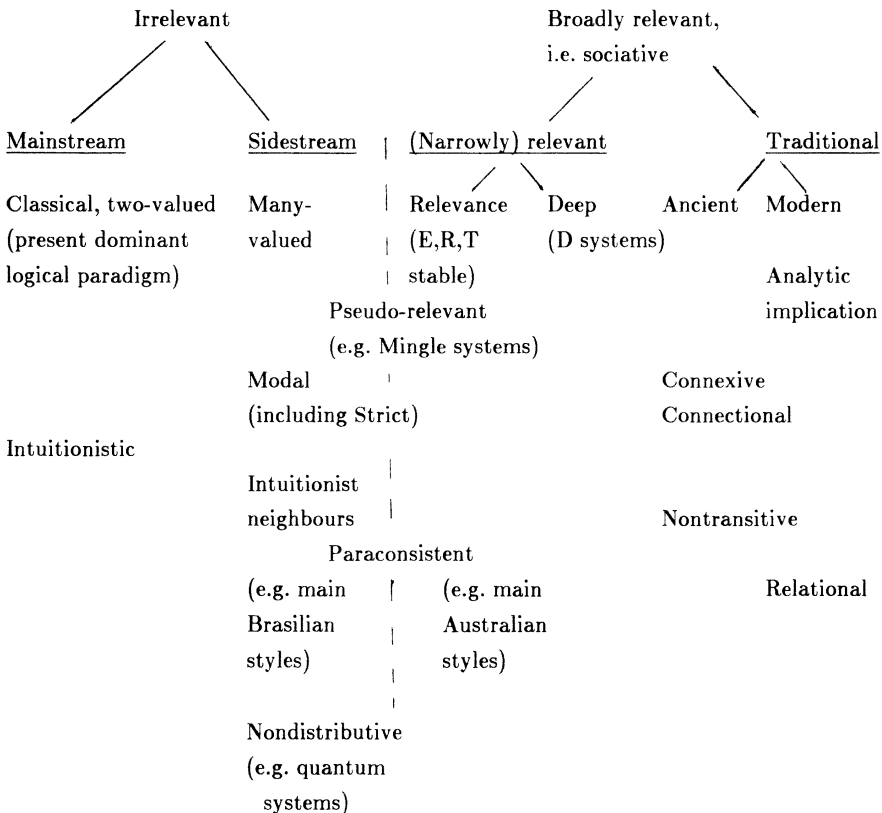 Irrelevant
Broadly relevant,
i.e. sociative
Mainstream
Sidestream
(Narrowly) relevant
Traditional
Classical, two-valued
(present dominant
logical paradigm)
Many-
valued
Relevance
(E,R,T
stable)
Deep
(D systems)
Ancient
Modern
Analytic
implication
Pseudo-relevant
(e.g. Mingle systems)
Modal
(including Strict)
Connexive
Connectional
Intuitionistic
Intuitionist
neighbours
Nontransitive
Paraconsistent
(e.g. main
Brasilian
styles)
(e.g. main
Australian
styles)
Relational
Nondistributive
(e.g. quantum
systems)